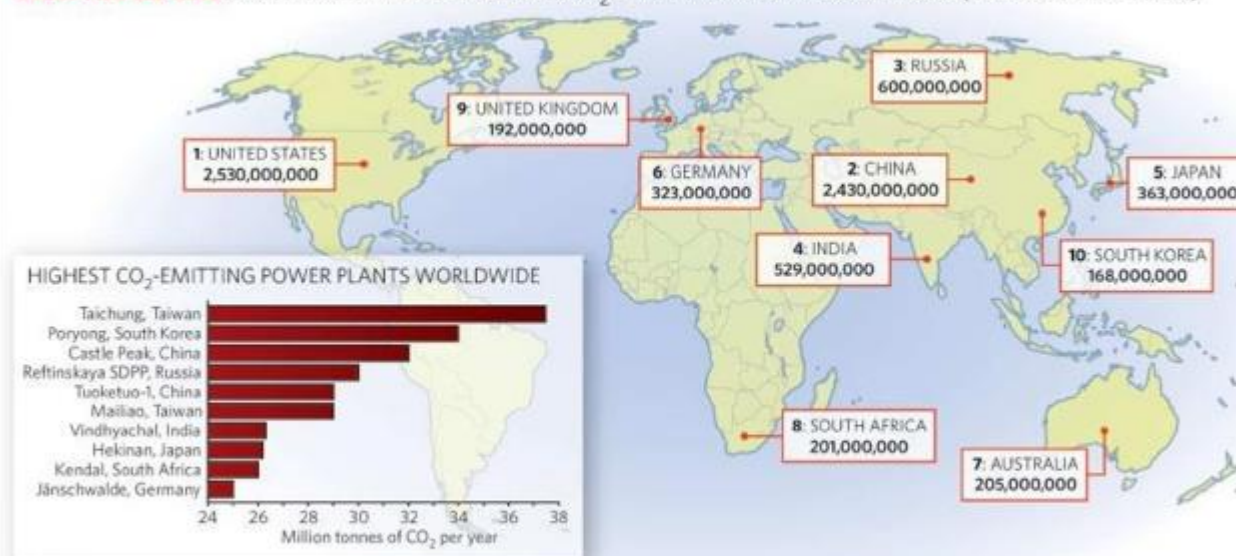 3: RUSSIA
600,000,000
9: UNITED KINGDOM
192,000,000
1: UNITED STATES
2,530,000,000
6: GERMANY
323,000,000
2: CHINA
2,430,000,000
5: JAPAN
363,000,000
4: INDIA
529,000,000
10: SOUTH KOREA
168,000,000
8: SOUTH AFRICA
201,000,000
7: AUSTRALIA
205,000,000
HIGHEST CO₂-EMITTING POWER PLANTS WORLDWIDE
Taichung, Taiwan
Poryong, South Korea
Castle Peak, China
Reftinskaya SDPP, Russia
Tuoketuo-1, China
Mailiao, Taiwan
Vindhyachal, India
Hekinan, Japan
Kendal, South Africa
Jänschwalde, Germany
24 26 28 30 32 34 36 38
Million tonnes of CO₂ per year